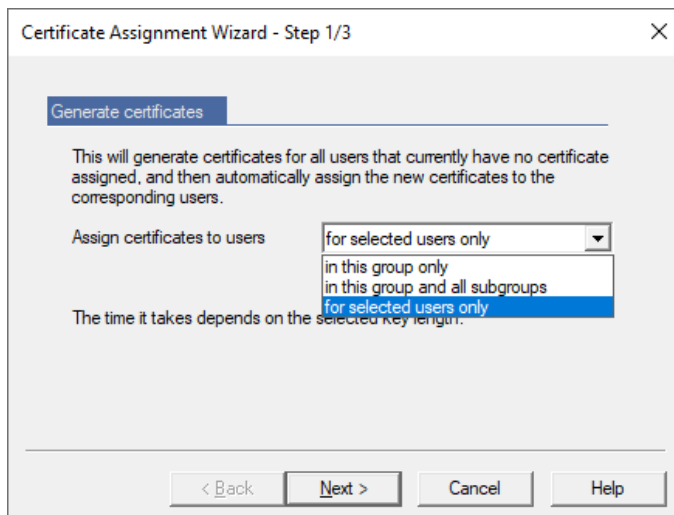 Certificate Assignment Wizard - Step 1/3
Generate certificates
This will generate certificates for all users that currently have no certificate
assigned, and then automatically assign the new certificates to the
corresponding users.
Assign certificates to users
for selected users only
in this group only
in this group and all subgroups
for selected users only
The time it takes depends on the selected key length.
< Back
Next >
Cancel
Help